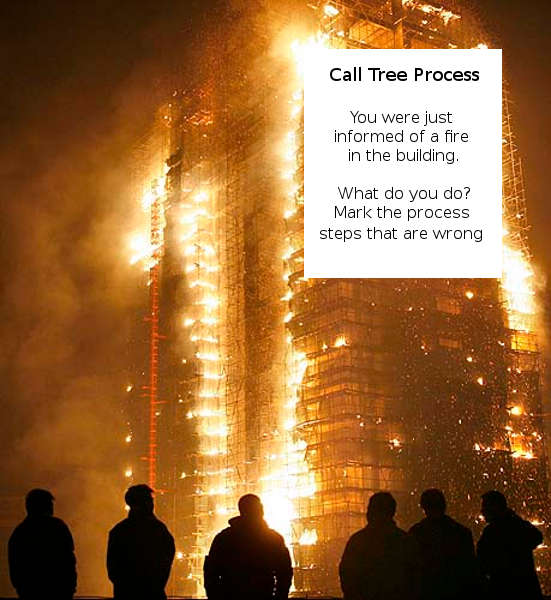 Call Tree Process
You were just
informed of a fire
in the building.
What do you do?
Mark the process
steps that are wrong